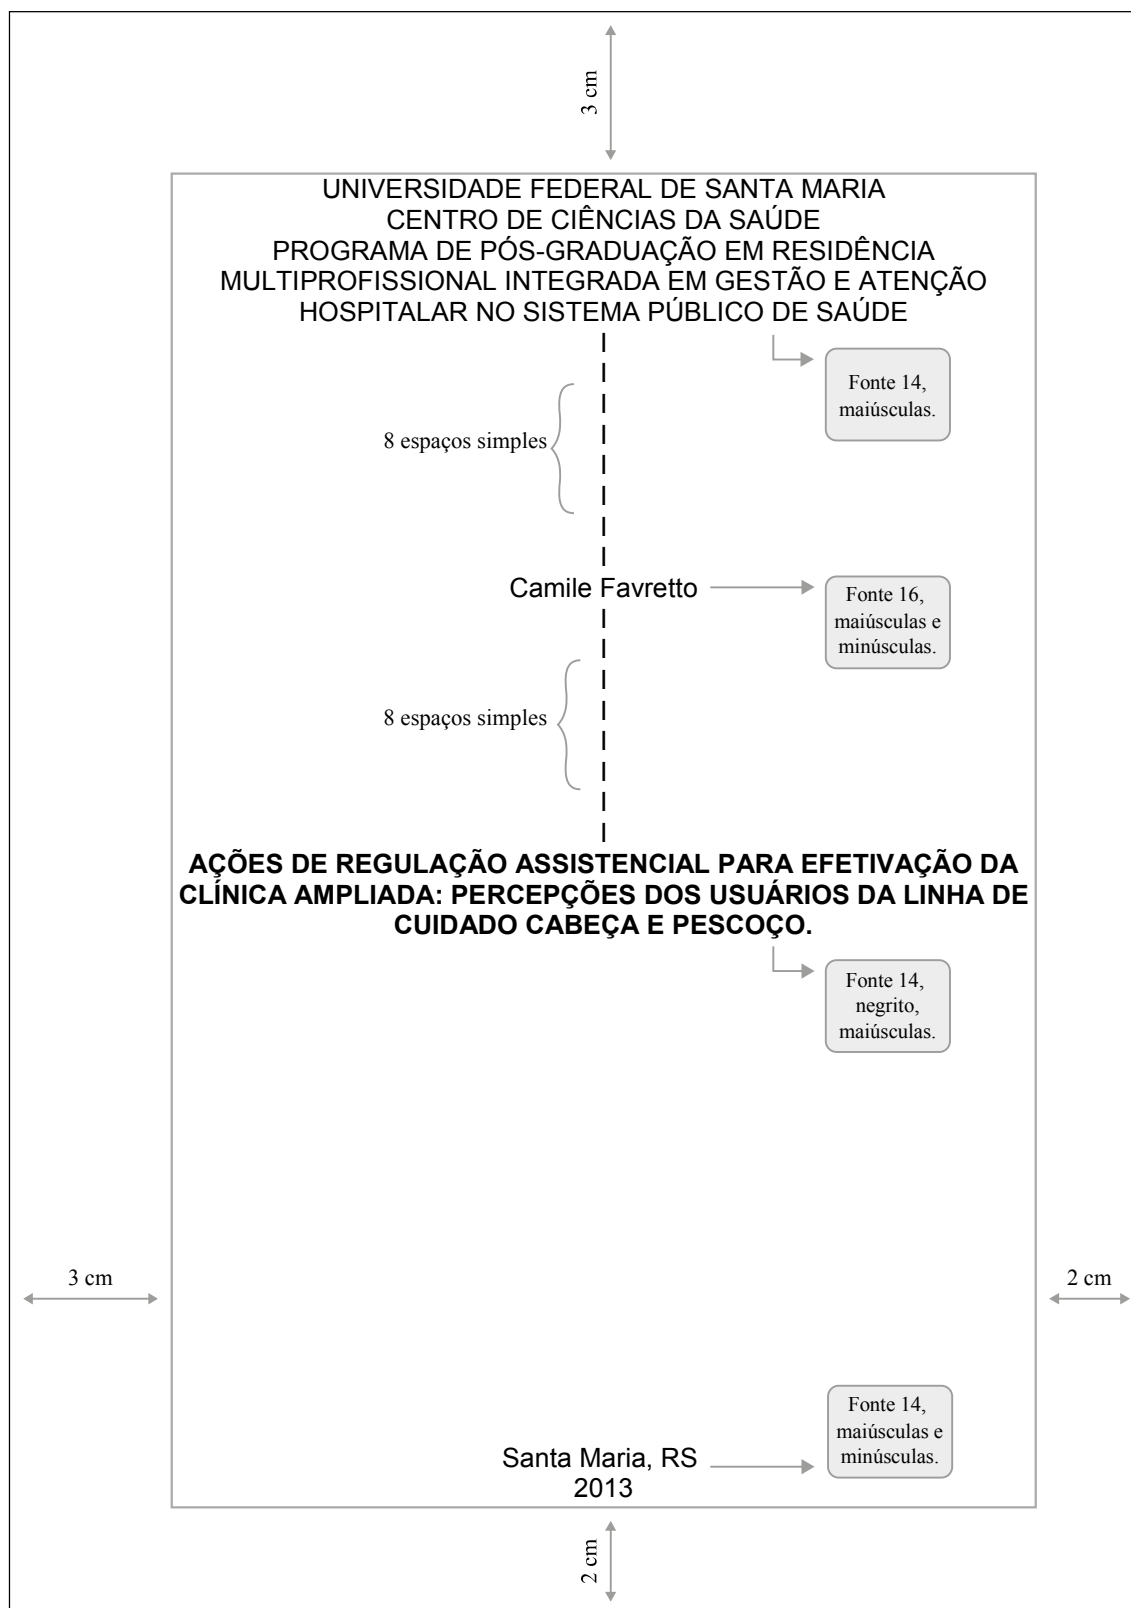 3 cm
UNIVERSIDADE FEDERAL DE SANTA MARIA
CENTRO DE CIÊNCIAS DA SAÚDE
PROGRAMA DE PÓS-GRADUAÇÃO EM RESIDÊNCIA
MULTIPROFISSIONAL INTEGRADA EM GESTÃO E ATENÇÃO
HOSPITALAR NO SISTEMA PÚBLICO DE SAÚDE
Fonte 14,
maiúsculas.
8 espaços simples
Camile Favretto
Fonte 16,
maiúsculas e
minúsculas.
8 espaços simples
AÇÕES DE REGULAÇÃO ASSISTENCIAL PARA EFETIVAÇÃO DA
CLÍNICA AMPLIADA: PERCEPÇÕES DOS USUÁRIOS DA LINHA DE
CUIDADO CABEÇA E PESCOÇO.
Fonte 14,
negrito,
maiúsculas.
3 cm
2 cm
Fonte 14,
maiúsculas e
minúsculas.
Santa Maria, RS
2013
2 cm